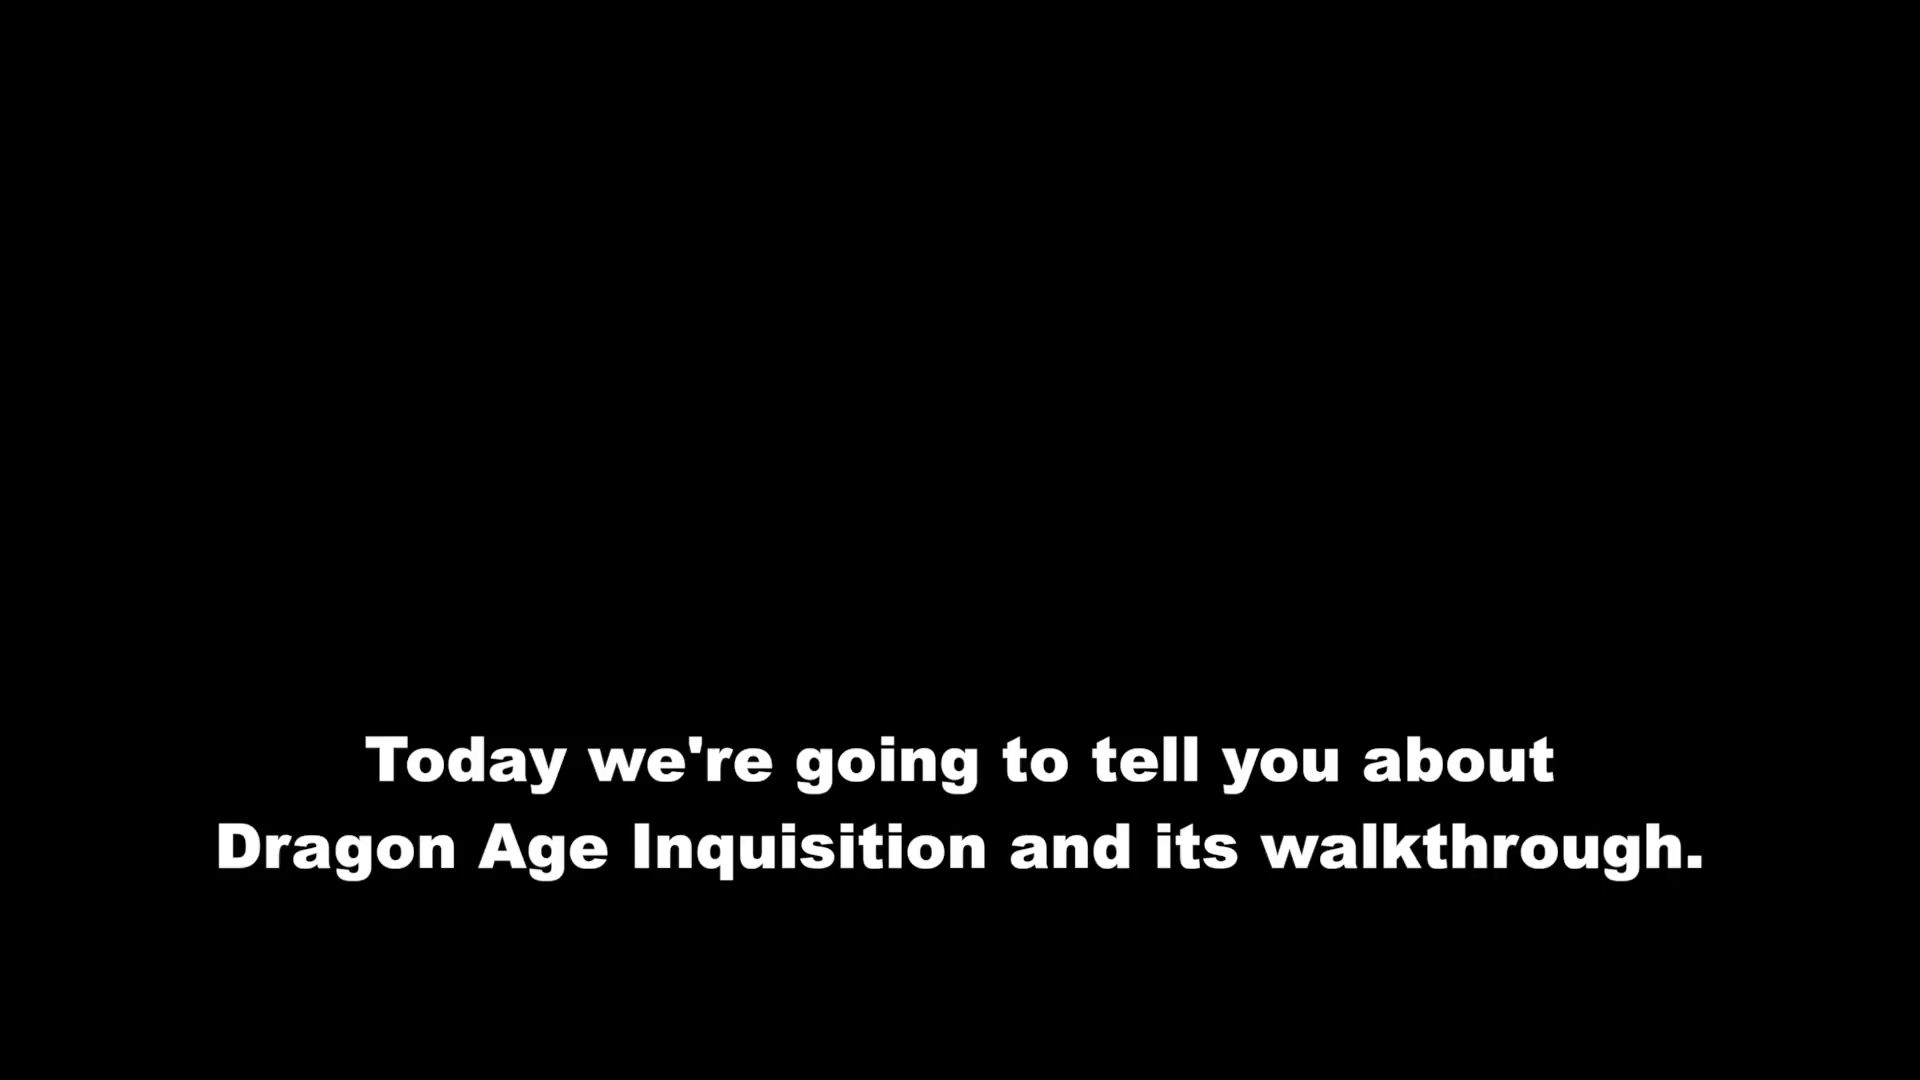 Today we're going to tell you about
Dragon Age Inquisition and its walkthrough.